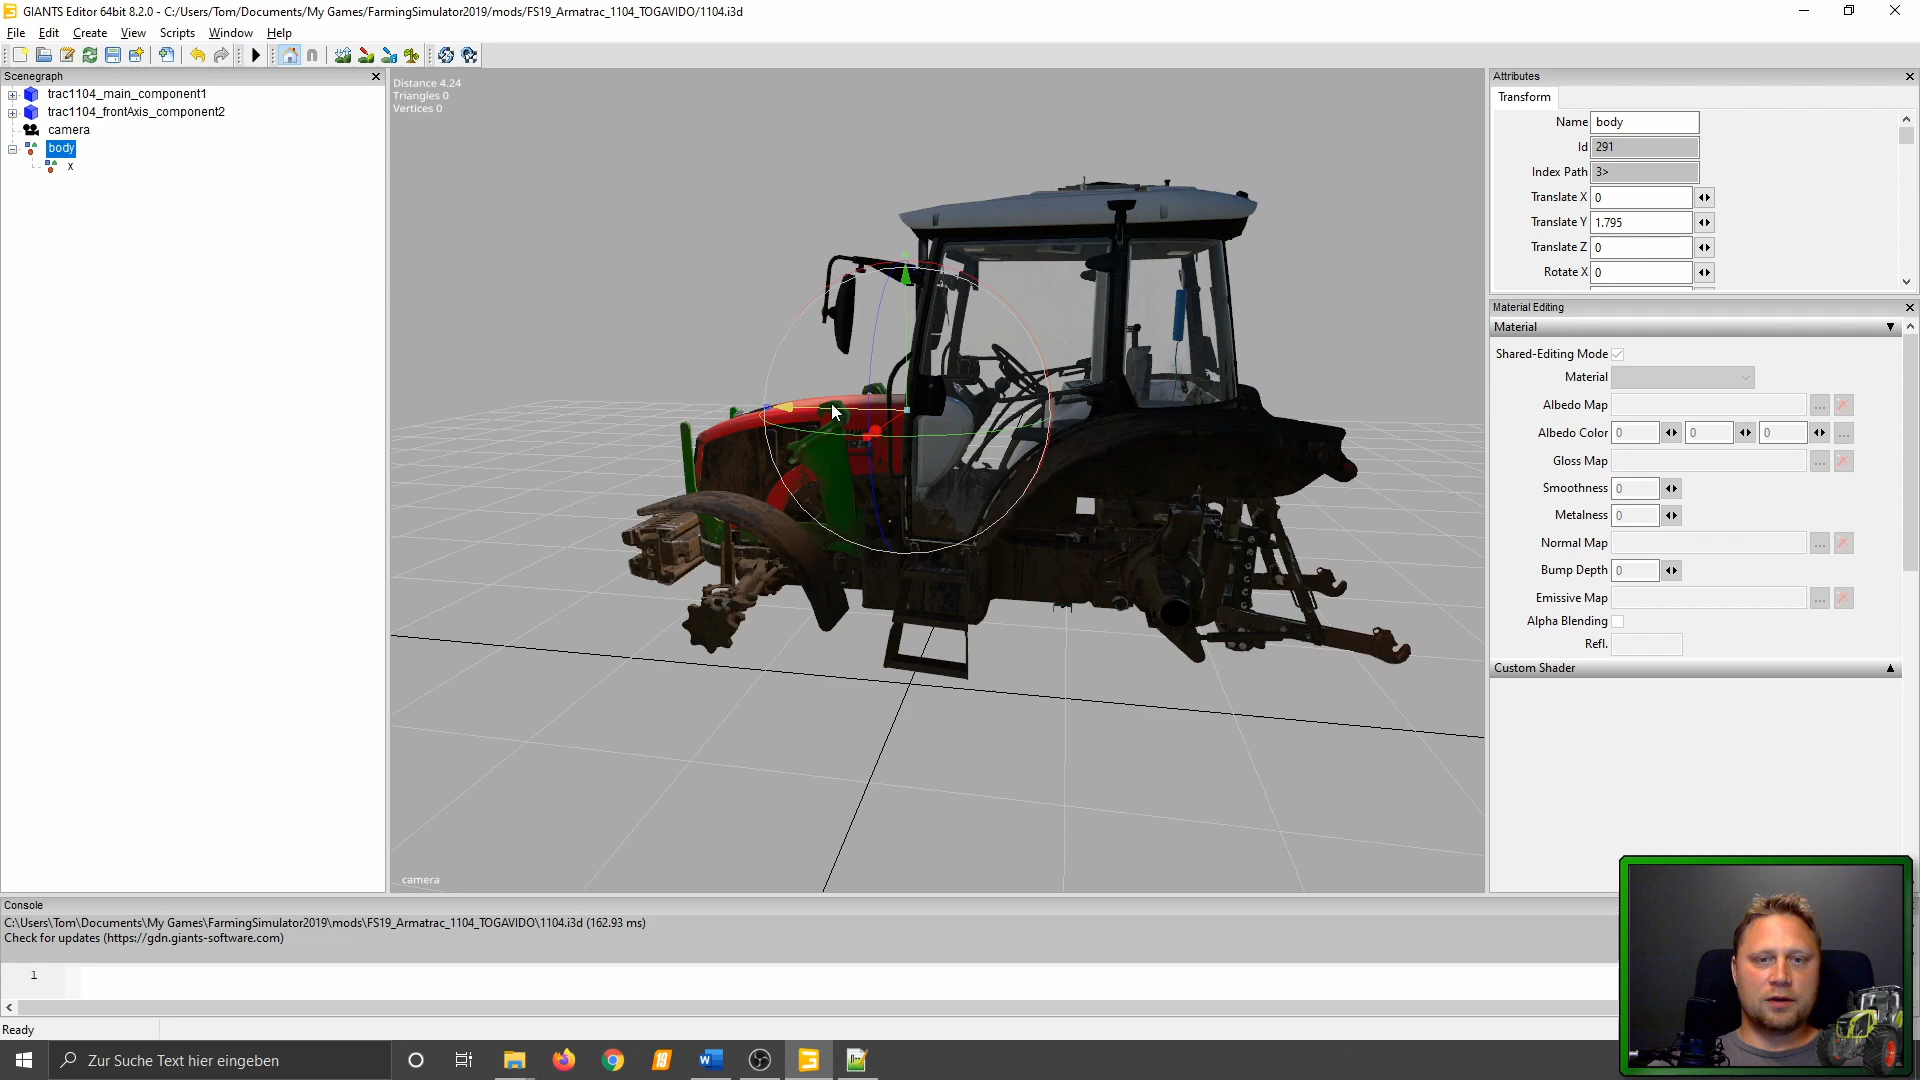 GIANTS Editor 64bit 8.2.0 - C:/Users/Tom/Documents/My Games/FarmingSimulator2019/mods/FS19_Armatrac_1104_TOGAVIDO/1104.i3d
File Edit Create View Scripts Window Help
Scenegraph
trac1104_main_component1
trac1104_frontAxis_component2
camera
body
x
Distance 4.24
Triangles 0
Vertices 0
camera
Attributes
Transform
Name body
Id 291
Index Path 3>
Translate X 0
Translate Y 1.795
Translate Z 0
Rotate X 0
Material Editing
Material
Shared-Editing Mode
Material
Albedo Map ...
Albedo Color 0 0 0 ...
Gloss Map ...
Smoothness 0
Metalness 0
Normal Map ...
Bump Depth 0
Emissive Map ...
Alpha Blending
Refl.
Custom Shader
Console
C:\Users\Tom\Documents\My Games\FarmingSimulator2019\mods\FS19_Armatrac_1104_TOGAVIDO\1104.i3d (162.93 ms)
Check for updates (https://gdn.giants-software.com)
1
Ready
Zur Suche Text hier eingeben
19